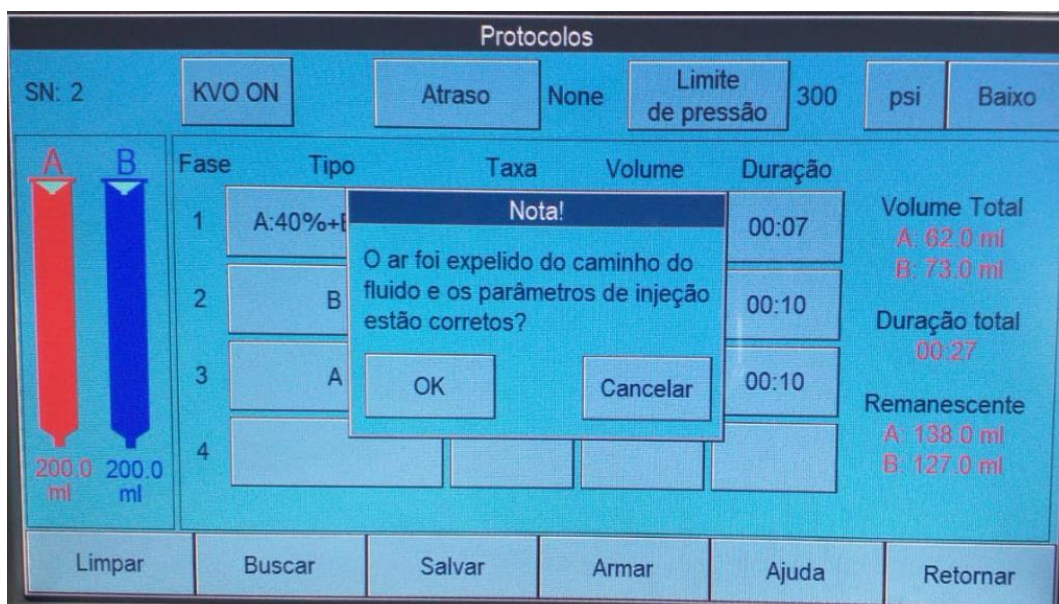 Protocolos
SN: 2
KVO ON
Atraso
None
Limite
de pressão
300
psi
Baixo
A
B
Fase
Tipo
Taxa
Volume
Duração
1
A:40%+
00:07
2
B
00:10
3
A
00:10
4
Nota!
O ar foi expelido do caminho do
fluido e os parâmetros de injeção
estão corretos?
OK
Cancelar
200.0
ml
200.0
ml
Volume Total
A: 62.0 ml
B: 73.0 ml
Duração total
00:27
Remanescente
A: 138.0 ml
B: 127.0 ml
Limpar
Buscar
Salvar
Armar
Ajuda
Retornar